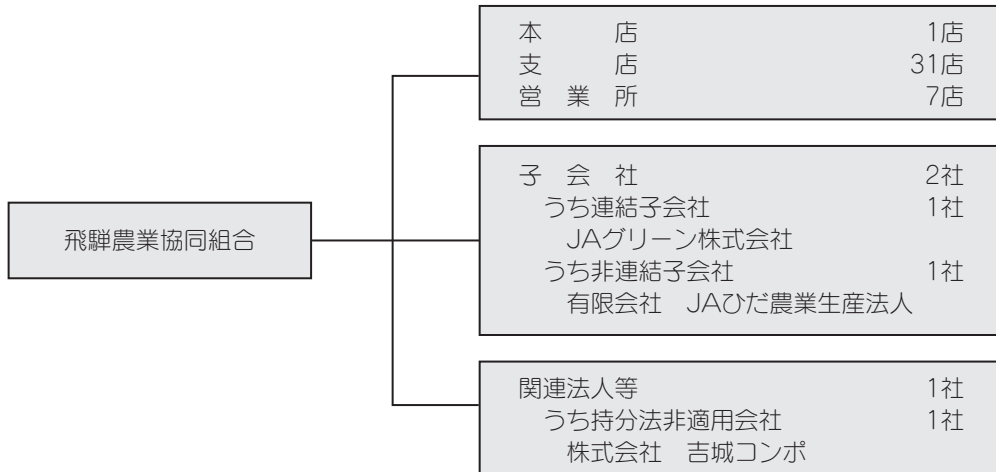 飛騨農業協同組合
本　　　店　1店
支　　　店　31店
営　業　所　7店
子　会　社　2社
うち連結子会社　1社
JAグリーン株式会社
うち非連結子会社　1社
有限会社　JAひだ農業生産法人
関連法人等　1社
うち持分法非適用会社　1社
株式会社　吉城コンポ